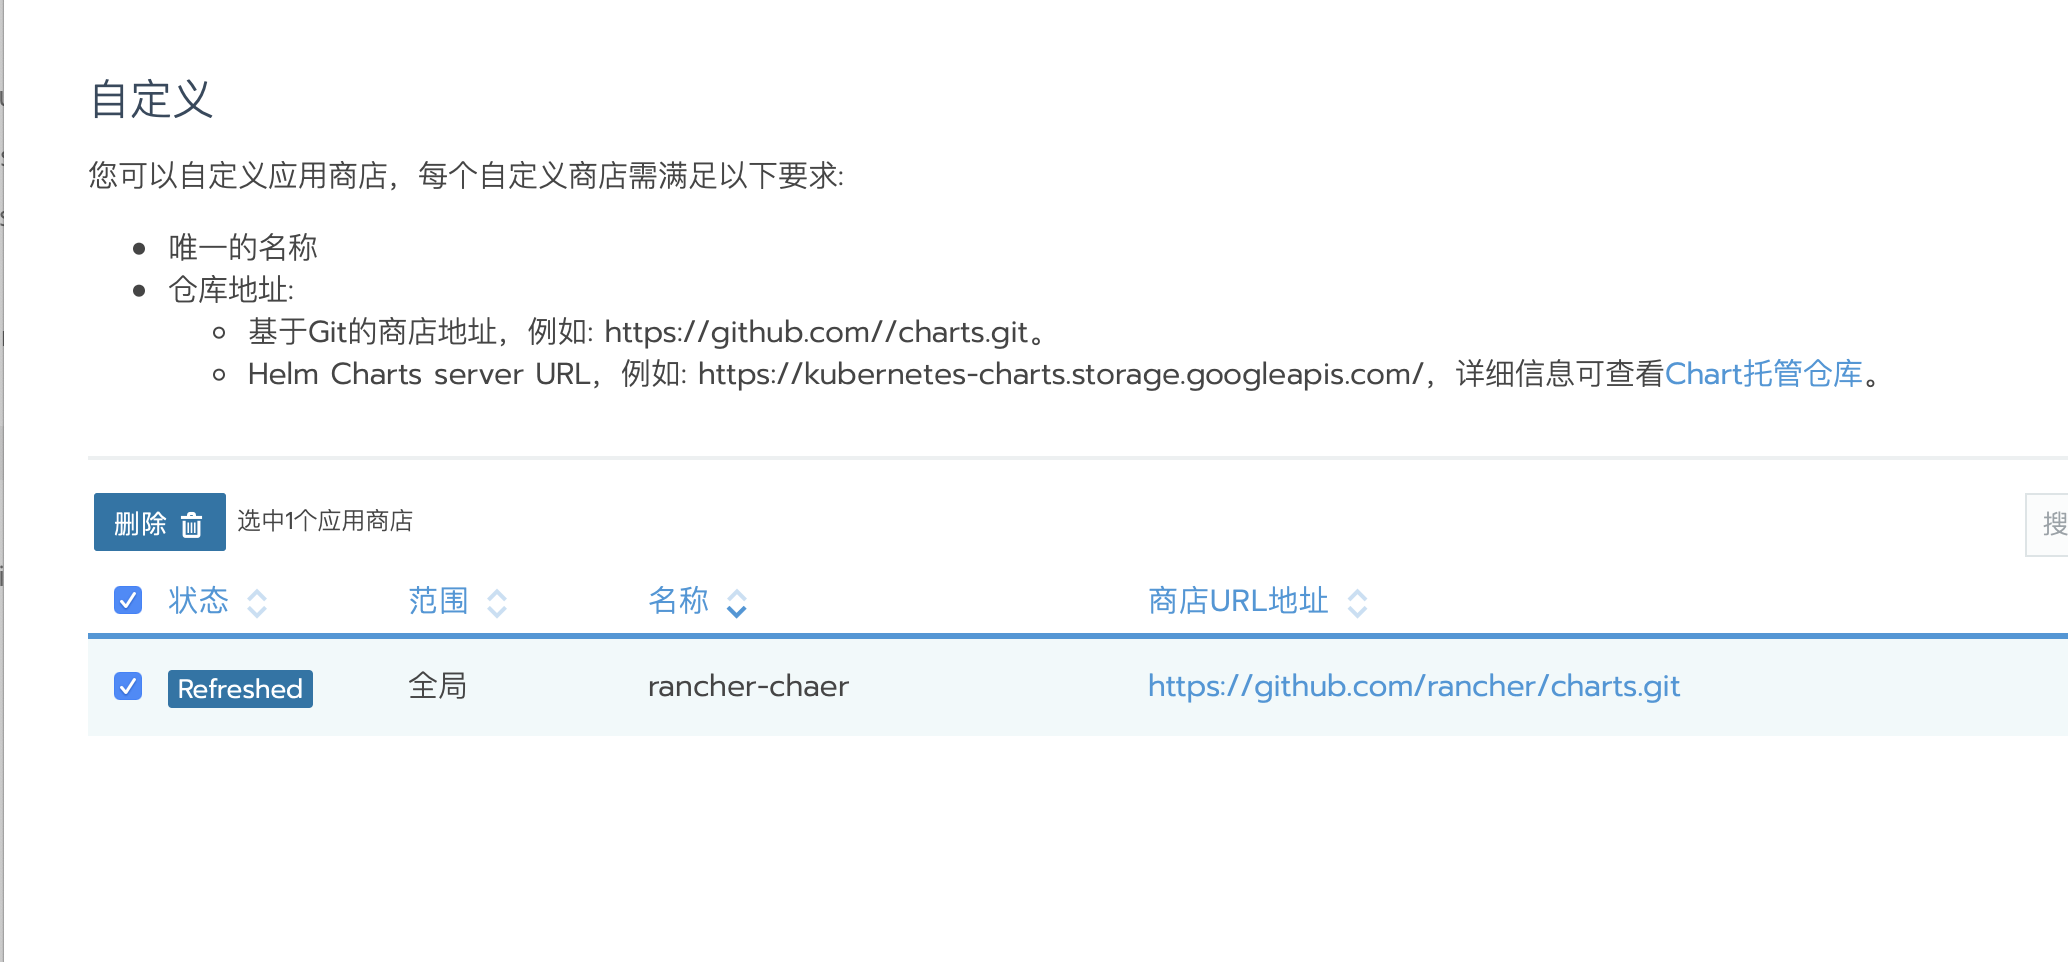 自定义
您可以自定义应用商店，每个自定义商店需满足以下要求:
唯一的名称
仓库地址:
基于Git的商店地址，例如: https://github.com//charts.git。
Helm Charts server URL，例如: https://kubernetes-charts.storage.googleapis.com/，详细信息可查看Chart托管仓库。
删除 选中1个应用商店 搜
状态 范围 名称 商店URL地址
Refreshed 全局 rancher-chaer https://github.com/rancher/charts.git